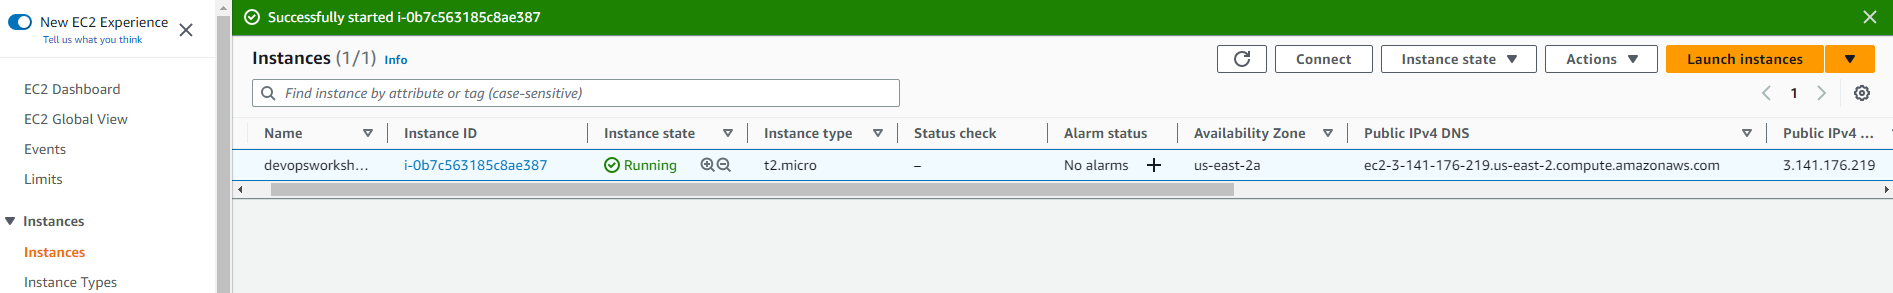 New EC2 Experience
Tell us what you think
EC2 Dashboard
EC2 Global View
Events
Limits
Instances
Instances
Instance Types
Successfully started i-0b7c563185c8ae387
Instances (1/1) Info
Connect
Instance state
Actions
Launch instances
Find instance by attribute or tag (case-sensitive)
1
Name Instance ID Instance state Instance type Status check Alarm status Availability Zone Public IPv4 DNS Public IPv4 ...
devopsworksh... i-0b7c563185c8ae387 Running t2.micro – No alarms + us-east-2a ec2-3-141-176-219.us-east-2.compute.amazonaws.com 3.141.176.219